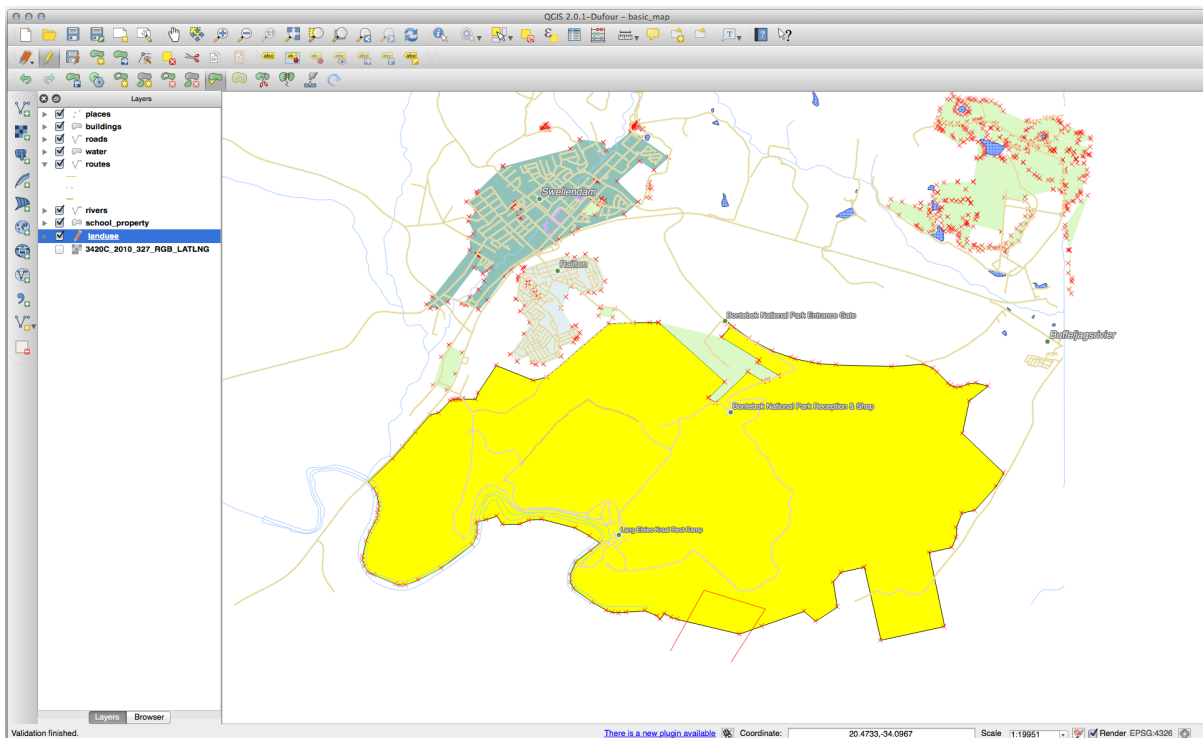 QGIS 2.0.1-Dufour - basic_map
Layers
places
buildings
roads
water
routes
rivers
school_property
landuse
3420C_2010_327_RGB_LATLNG
Swellendam
Railton
Bontebok National Park Entrance Gate
Buffeljagsrivier
Bontebok National Park Reception & Shop
Lang Elsies Kraal Rest Camp
Layers
Browser
Validation finished.
There is a new plugin available
Coordinate:
20.4733,-34.0967
Scale
1:19951
Render
EPSG:4326